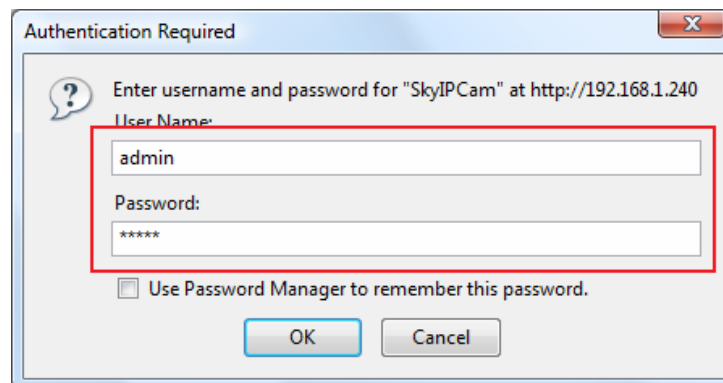 Authentication Required
Enter username and password for "SkyIPCam" at http://192.168.1.240
User Name:
admin
Password:
*****
Use Password Manager to remember this password.
OK
Cancel